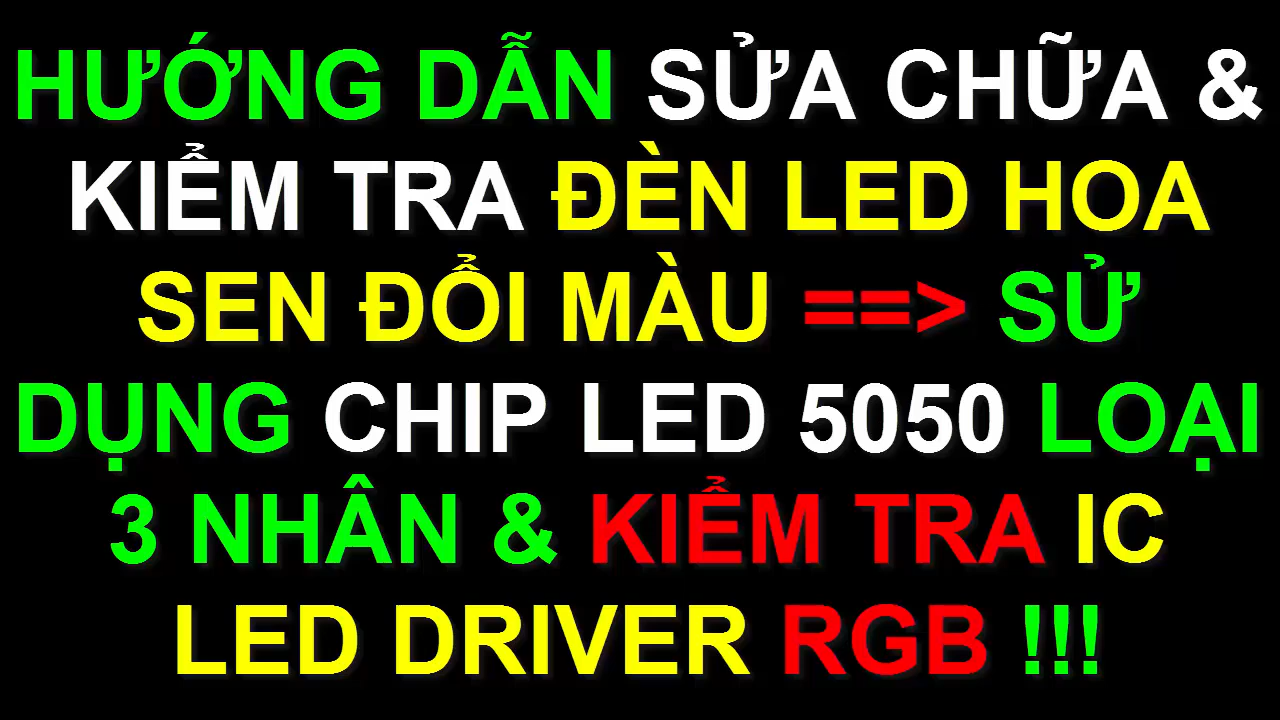 HƯỚNG DẪN SỬA CHỮA &
KIỂM TRA ĐÈN LED HOA
SEN ĐỔI MÀU ==> SỬ
DỤNG CHIP LED 5050 LOẠI
3 NHÂN & KIỂM TRA IC
LED DRIVER RGB !!!